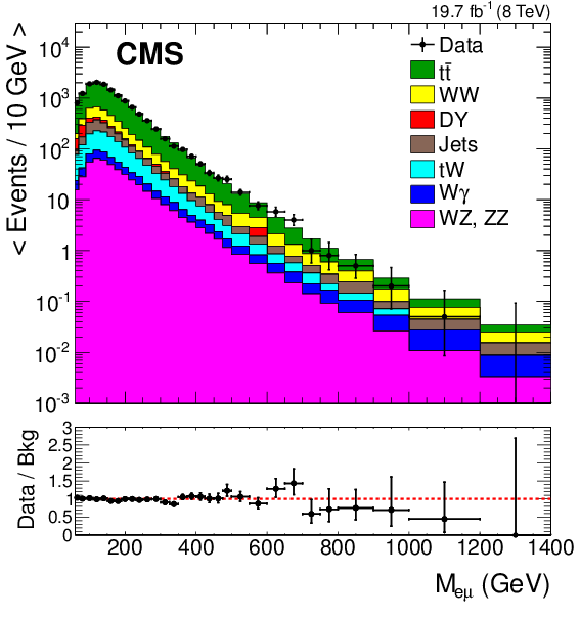 19.7 fb⁻¹ (8 TeV)
CMS
< Events / 10 GeV >
10⁴
10³
10²
10
1
10⁻¹
10⁻²
10⁻³
Data
tt̄
WW
DY
Jets
tW
Wγ
WZ, ZZ
Data / Bkg
3
2.5
2
1.5
1
0.5
0
200 400 600 800 1000 1200 1400
M_eμ (GeV)